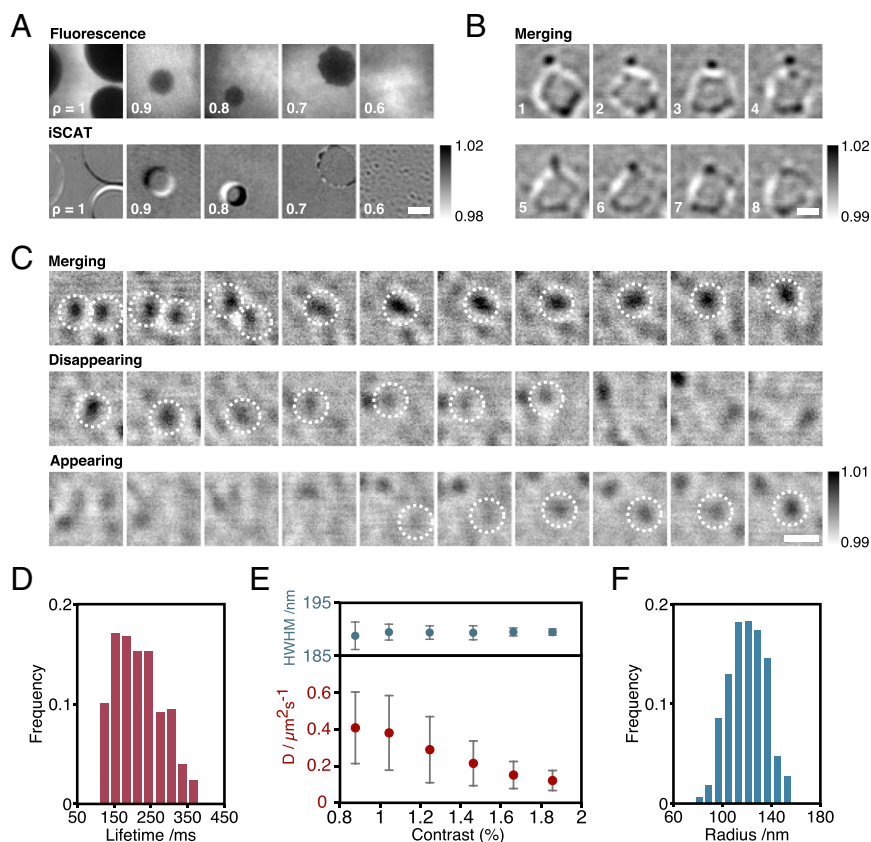 A
Fluorescence
ρ = 1 0.9 0.8 0.7 0.6
iSCAT
ρ = 1 0.9 0.8 0.7 0.6
1.02
0.98
B
Merging
1 2 3 4
5 6 7 8
1.02
0.99
C
Merging
Disappearing
Appearing
1.01
0.99
D
Frequency
0.2
0.1
0
50 150 250 350 450
Lifetime /ms
E
HWHM /nm
195
185
D / μm²s⁻¹
0.6
0.4
0.2
0
0.8 1 1.2 1.4 1.6 1.8 2
Contrast (%)
F
Frequency
0.2
0.1
0
60 100 140 180
Radius /nm